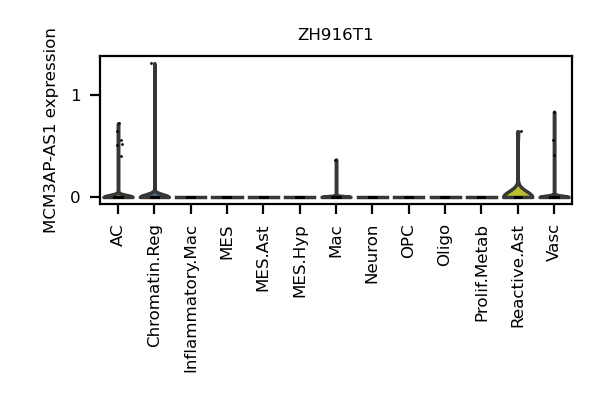 ZH916T1
MCM3AP-AS1 expression
1
0
AC
Chromatin.Reg
Inflammatory.Mac
MES
MES.Ast
MES.Hyp
Mac
Neuron
OPC
Oligo
Prolif.Metab
Reactive.Ast
Vasc